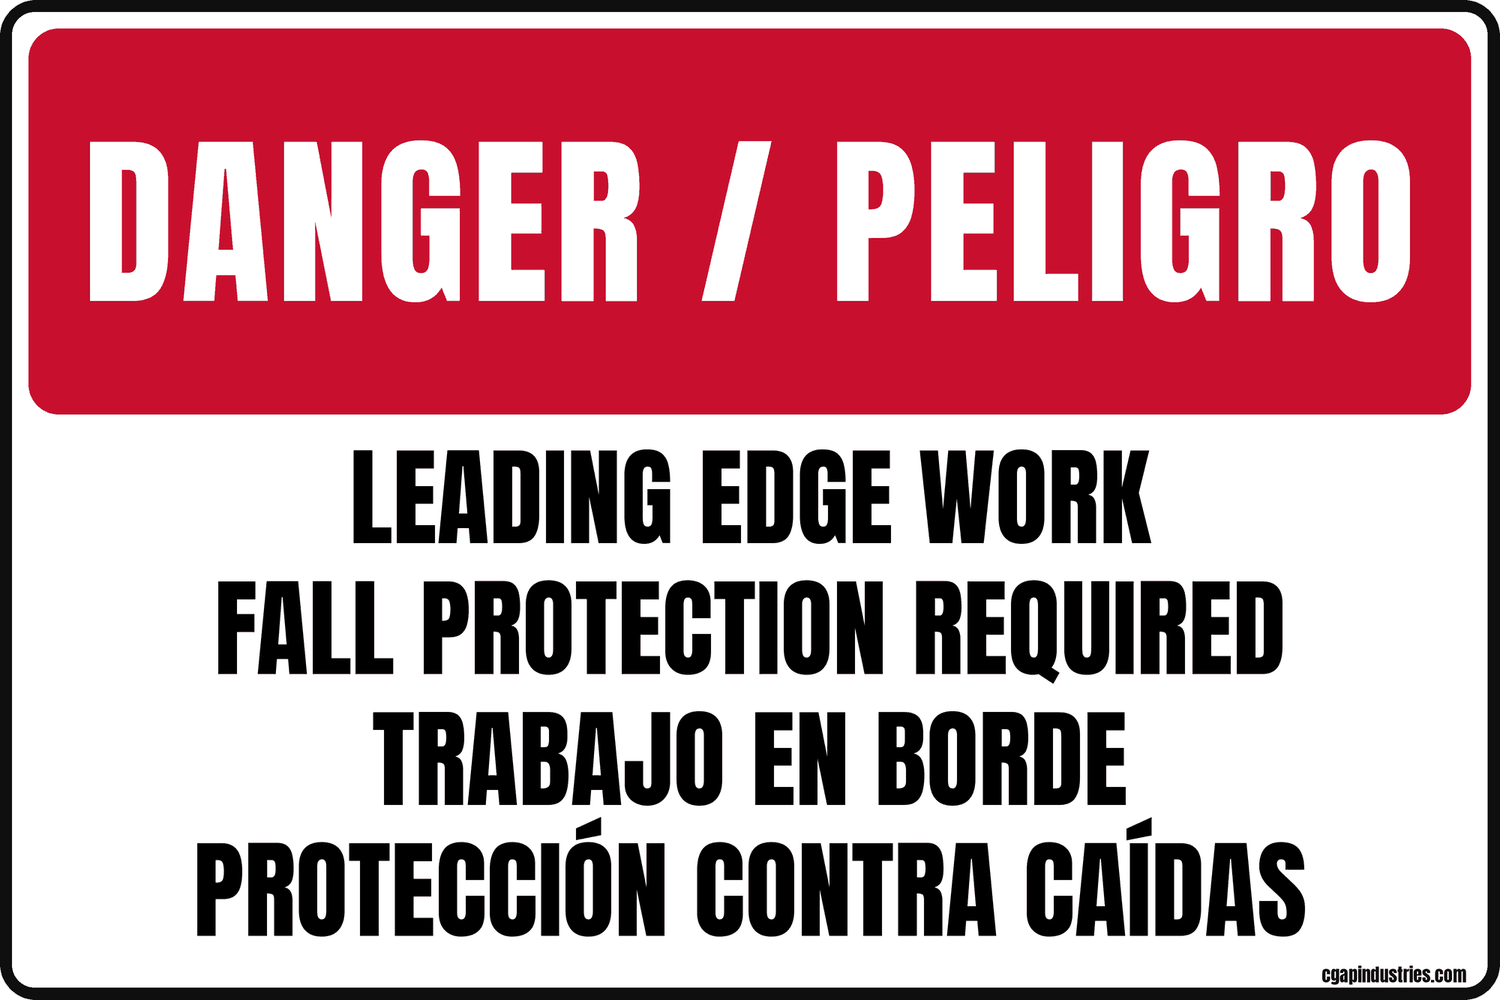 DANGER / PELIGRO
LEADING EDGE WORK
FALL PROTECTION REQUIRED
TRABAJO EN BORDE
PROTECCIÓN CONTRA CAÍDAS
cgapindustries.com